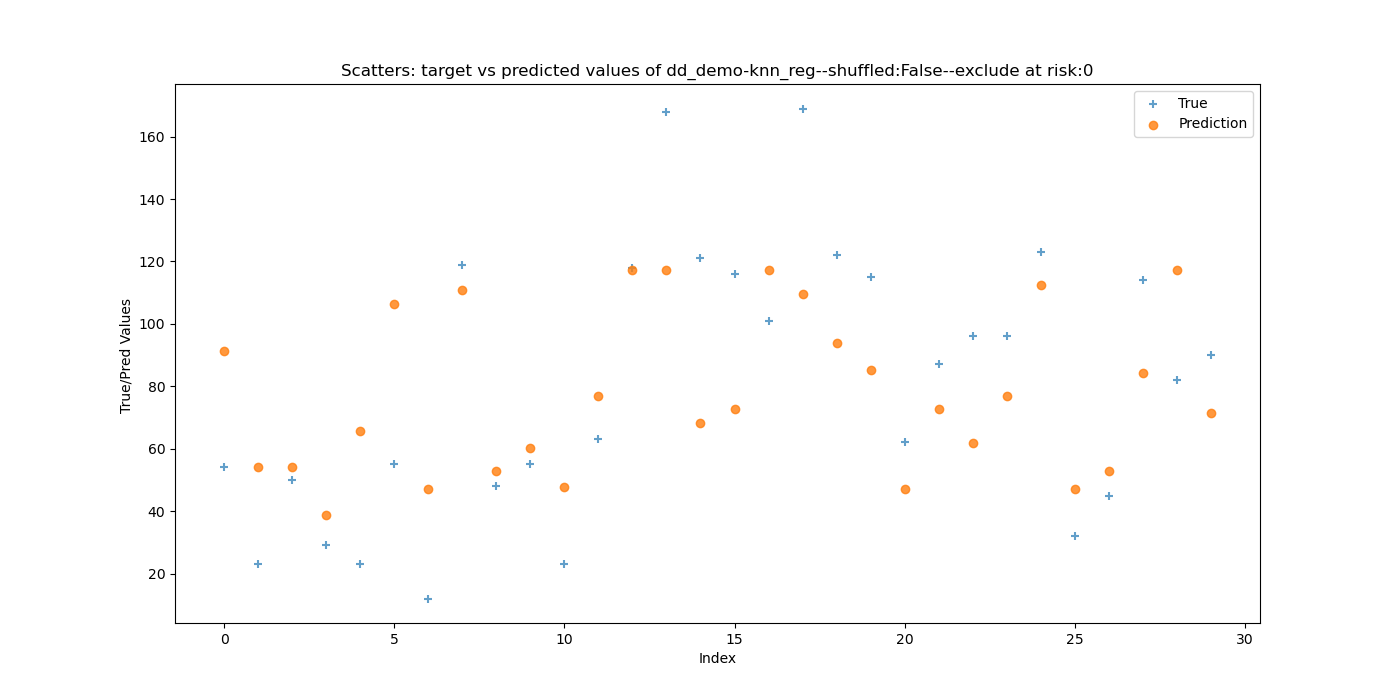 Scatters: target vs predicted values of dd_demo-knn_reg--shuffled:False--exclude at risk:0
True
Prediction
True/Pred Values
160
140
120
100
80
60
40
20
0 5 10 15 20 25 30
Index